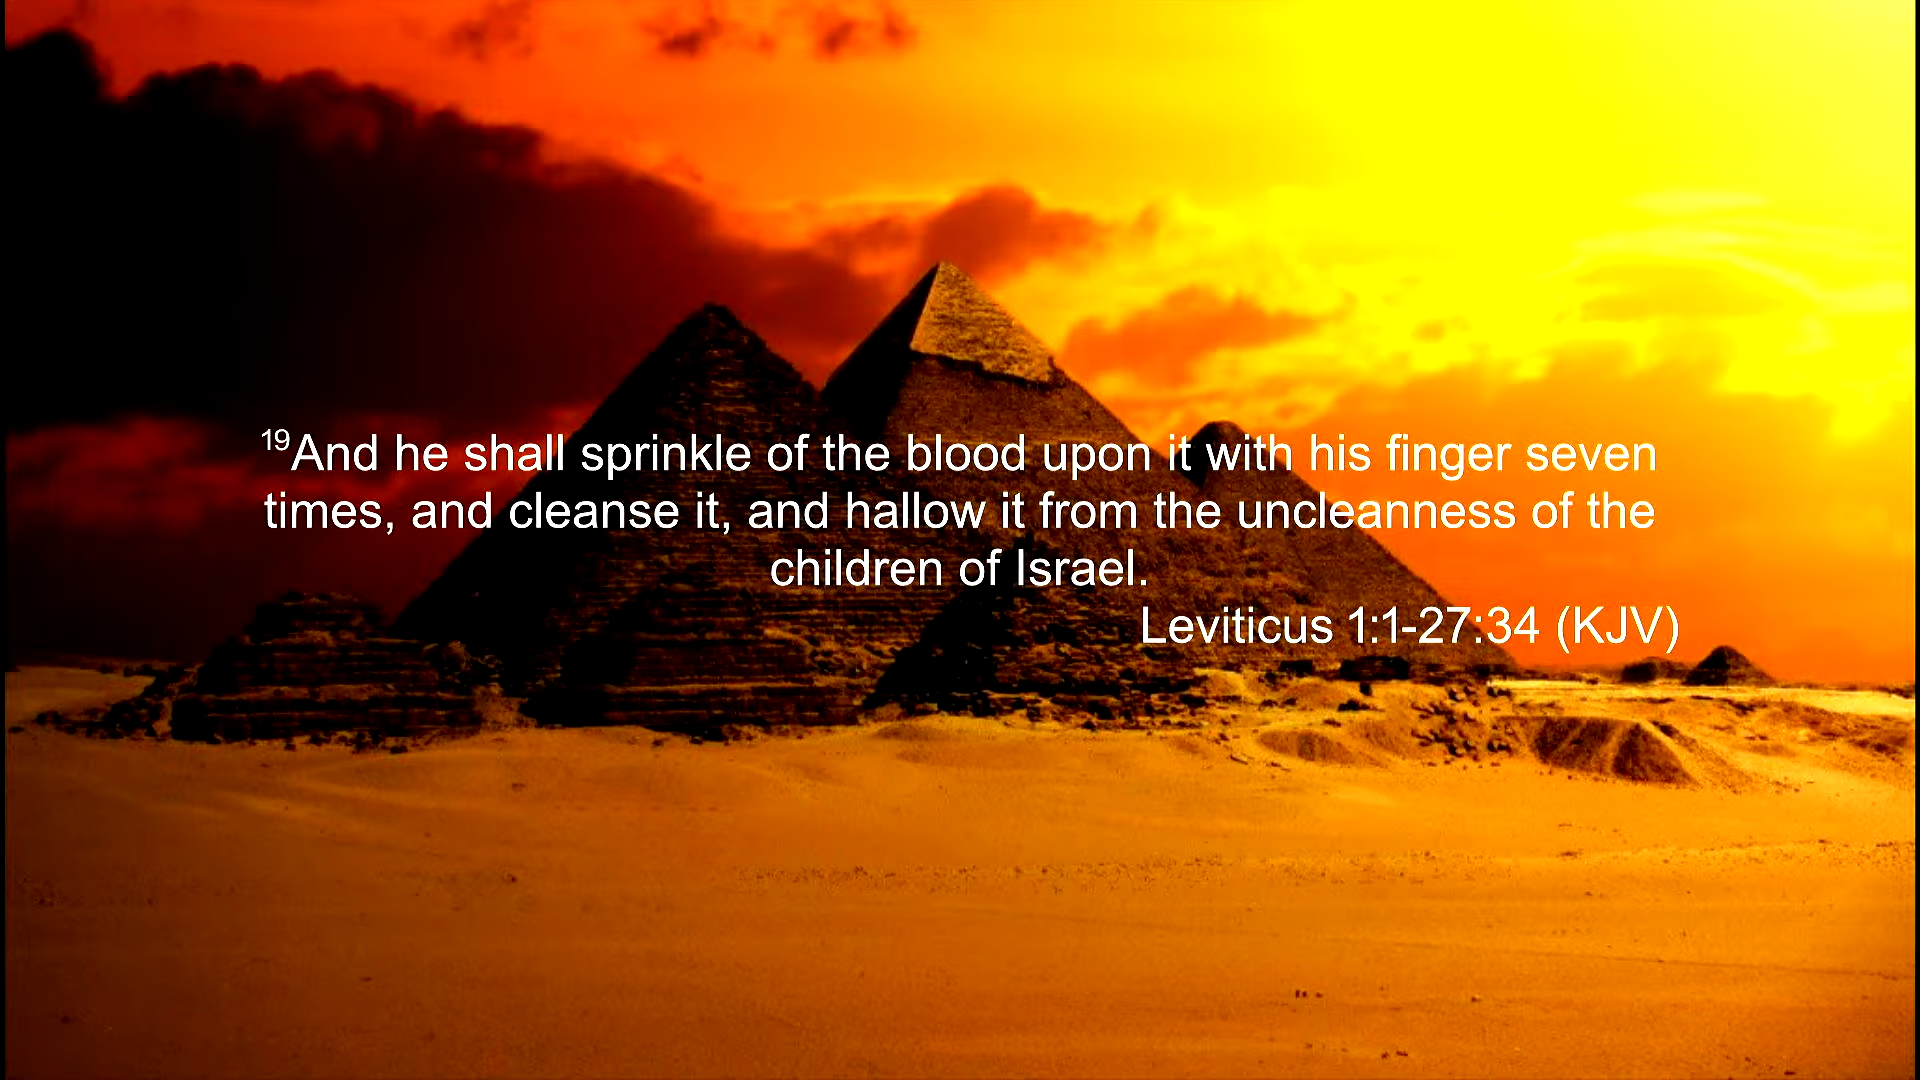 19And he shall sprinkle of the blood upon it with his finger seven
times, and cleanse it, and hallow it from the uncleanness of the
children of Israel.
Leviticus 1:1-27:34 (KJV)